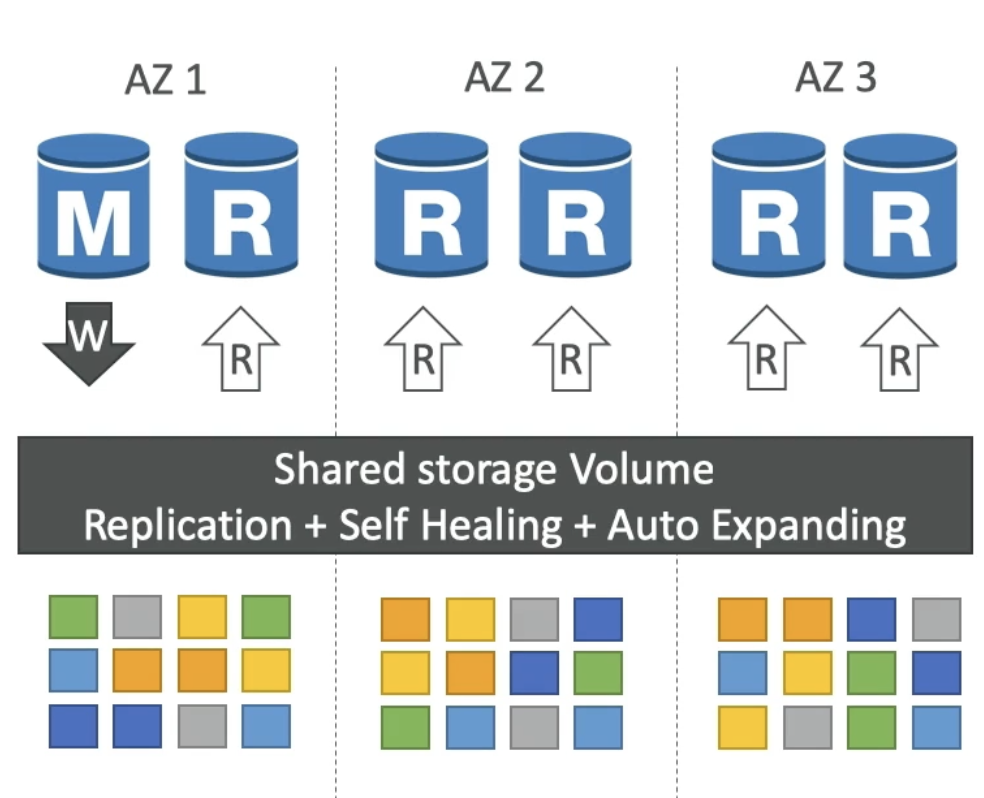 AZ 1
AZ 2
AZ 3
M
R
R
R
R
R
W
R
R
R
R
R
Shared storage Volume
Replication + Self Healing + Auto Expanding